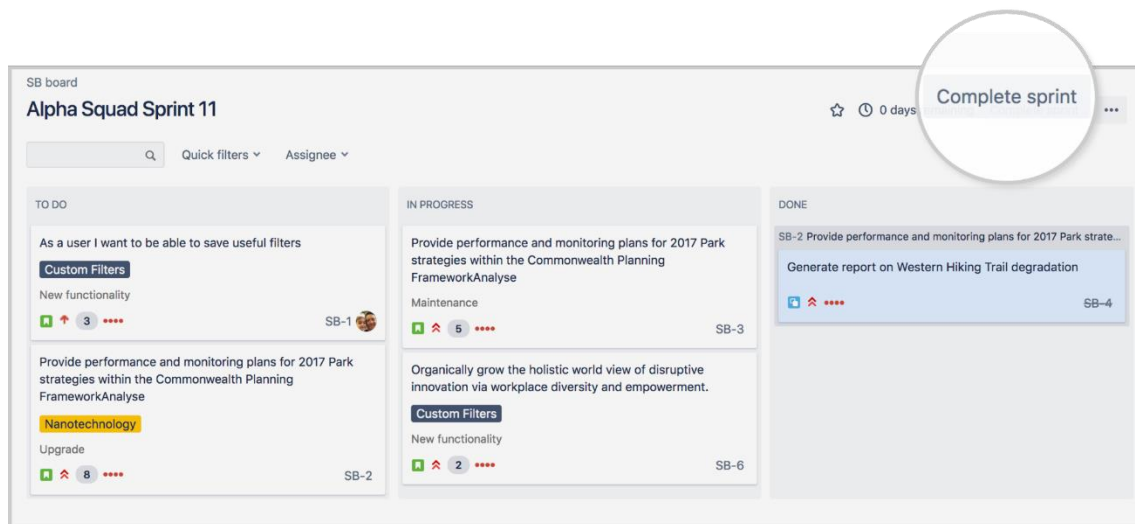 SB board
Alpha Squad Sprint 11
0 days
Complete sprint
Quick filters
Assignee
TO DO
As a user I want to be able to save useful filters
Custom Filters
New functionality
3
SB-1
Provide performance and monitoring plans for 2017 Park
strategies within the Commonwealth Planning
FrameworkAnalyse
Nanotechnology
Upgrade
8
SB-2
IN PROGRESS
Provide performance and monitoring plans for 2017 Park
strategies within the Commonwealth Planning
FrameworkAnalyse
Maintenance
5
SB-3
Organically grow the holistic world view of disruptive
innovation via workplace diversity and empowerment.
Custom Filters
New functionality
2
SB-6
DONE
SB-2 Provide performance and monitoring plans for 2017 Park strate...
Generate report on Western Hiking Trail degradation
SB-4